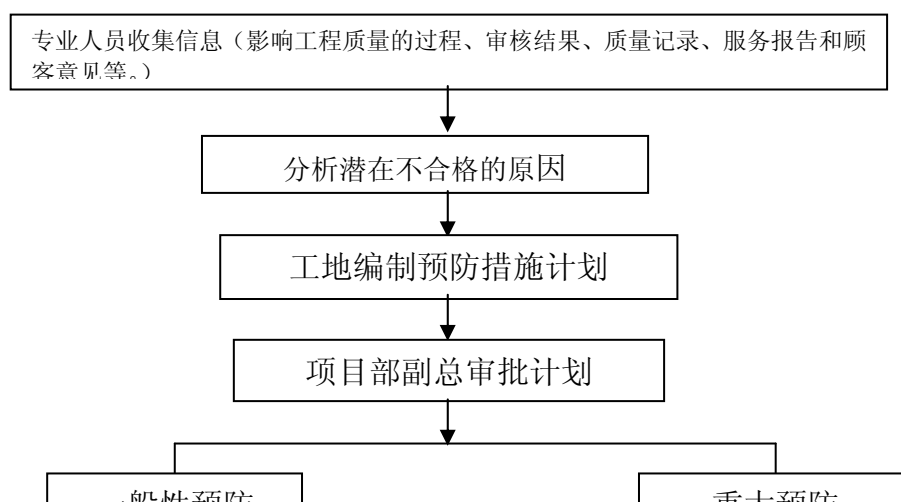 专业人员收集信息（影响工程质量的过程、审核结果、质量记录、服务报告和顾
客意见等。）
分析潜在不合格的原因
工地编制预防措施计划
项目部副总审批计划
一般性预防
重大预防